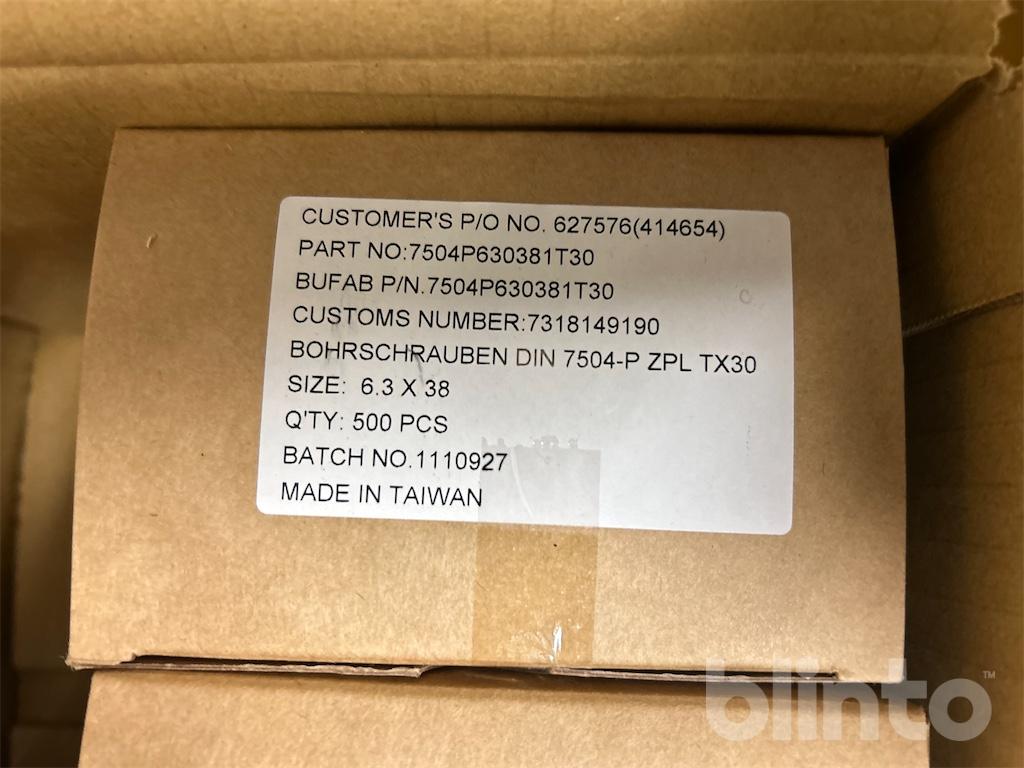 CUSTOMER'S P/O NO. 627576(414654)
PART NO:7504P630381T30
BUFAB P/N.7504P630381T30
CUSTOMS NUMBER:7318149190
BOHRSCHRAUBEN DIN 7504-P ZPL TX30
SIZE: 6.3 X 38
Q'TY: 500 PCS
BATCH NO.1110927
MADE IN TAIWAN
blinto™